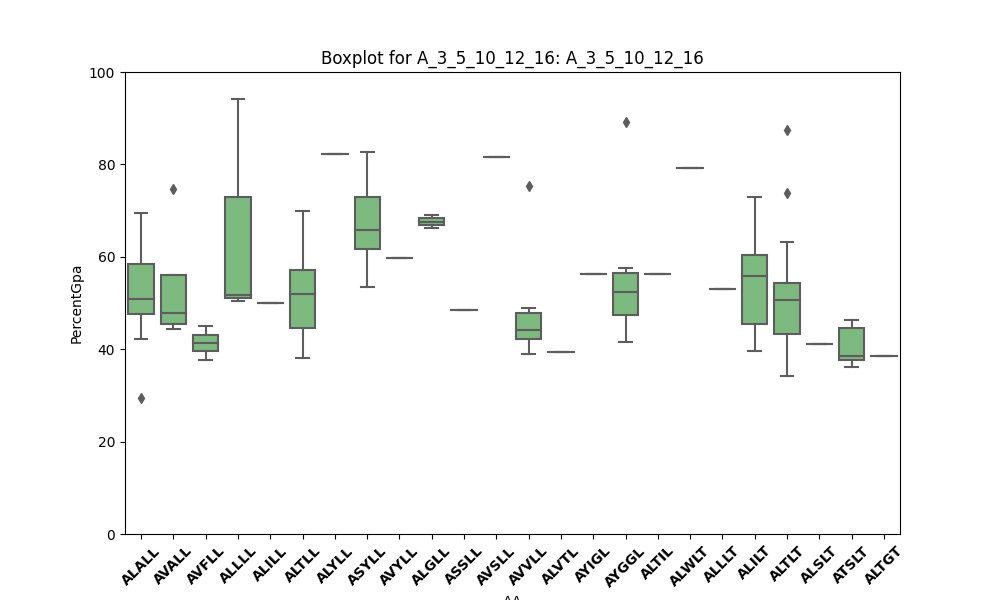 Boxplot for A_3_5_10_12_16: A_3_5_10_12_16
100
80
60
40
20
0
PercentGpa
ALALL
AVALL
AVFLL
ALLLL
ALILL
ALTLL
ALYLL
ASYLL
AVYLL
ALGLL
ASSLL
AVSLL
AVVLL
ALVTL
AYIGL
AYGGL
ALTIL
ALWLT
ALLLT
ALILT
ALTLT
ALSLT
ATSLT
ALTGT